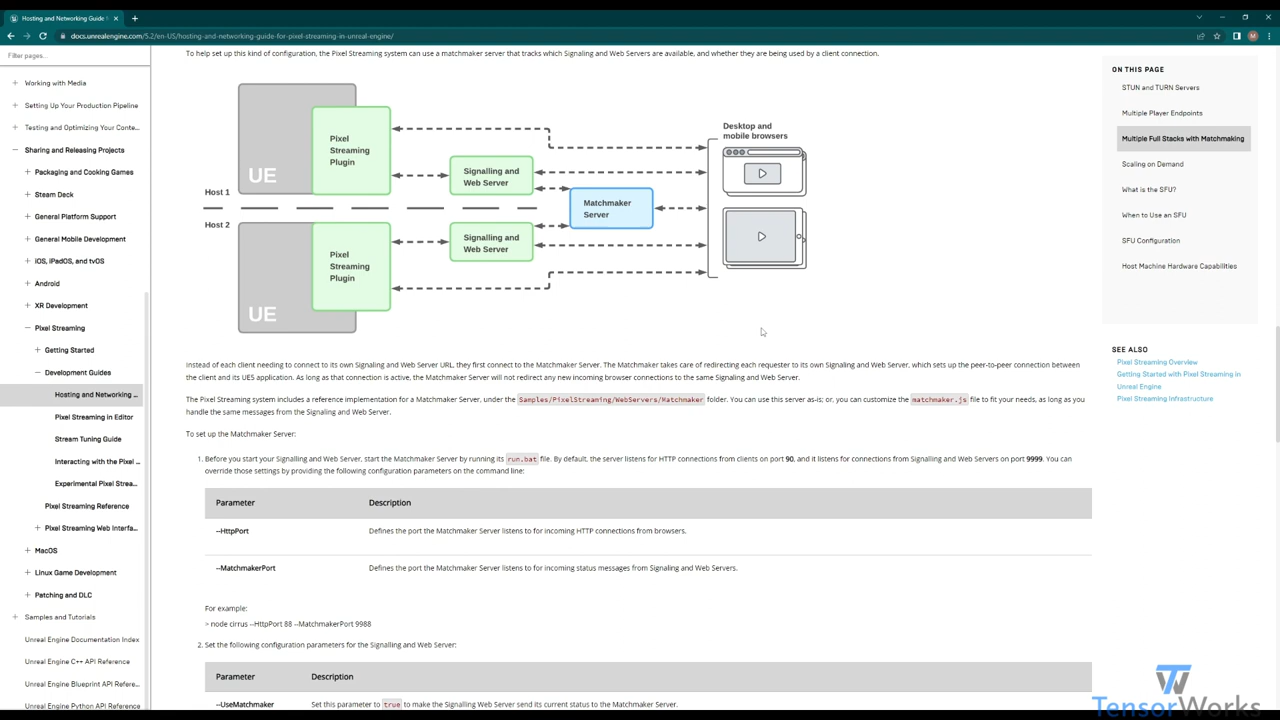 Hosting and Networking Guide
docs.unrealengine.com/5.2/en-US/hosting-and-networking-guide-for-pixel-streaming-in-unreal-engine/
M
Filter pages...
Working with Media
Setting Up Your Production Pipeline
Testing and Optimizing Your Conte...
Sharing and Releasing Projects
Packaging and Cooking Games
Steam Deck
General Platform Support
General Mobile Development
iOS, iPadOS, and tvOS
Android
XR Development
Pixel Streaming
Getting Started
Development Guides
Hosting and Networking ...
Pixel Streaming in Editor
Stream Tuning Guide
Interacting with the Pixel ...
Experimental Pixel Strea...
Pixel Streaming Reference
Pixel Streaming Web Interfa...
MacOS
Linux Game Development
Patching and DLC
Samples and Tutorials
Unreal Engine Documentation Index
Unreal Engine C++ API Reference
Unreal Engine Blueprint API Refere...
Unreal Engine Python API Reference
To help set up this kind of configuration, the Pixel Streaming system can use a matchmaker server that tracks which Signaling and Web Servers are available, and whether they are being used by a client connection.
UE
Pixel
Streaming
Plugin
Signalling and
Web Server
Host 1
Host 2
Matchmaker
Server
Desktop and
mobile browsers
UE
Pixel
Streaming
Plugin
Signalling and
Web Server
Instead of each client needing to connect to its own Signaling and Web Server URL, they first connect to the Matchmaker Server. The Matchmaker takes care of redirecting each requester to its own Signaling and Web Server, which sets up the peer-to-peer connection between
the client and its UE5 application. As long as that connection is active, the Matchmaker Server will not redirect any new incoming browser connections to the same Signaling and Web Server.
The Pixel Streaming system includes a reference implementation for a Matchmaker Server, under the Samples/PixelStreaming/WebServers/Matchmaker folder. You can use this server as-is; or, you can customize the matchmaker.js file to fit your needs, as long as you
handle the same messages from the Signaling and Web Servers.
To set up the Matchmaker Server:
1. Before you start your Signalling and Web Server, start the Matchmaker Server by running its run.bat file. By default, the server listens for HTTP connections from clients on port 90, and it listens for connections from Signalling and Web Servers on port 9999. You can
override those settings by providing the following configuration parameters on the command line:
Parameter Description
--HttpPort Defines the port the Matchmaker Server listens to for incoming HTTP connections from browsers.
--MatchmakerPort Defines the port the Matchmaker Server listens to for incoming status messages from Signaling and Web Servers.
For example:
> node cirrus --HttpPort 88 --MatchmakerPort 9988
2. Set the following configuration parameters for the Signalling and Web Server:
Parameter Description
--UseMatchmaker Set this parameter to true to make the Signalling Web Server send its current status to the Matchmaker Server.
ON THIS PAGE
STUN and TURN Servers
Multiple Player Endpoints
Multiple Full Stacks with Matchmaking
Scaling on Demand
What is the SFU?
When to Use an SFU
SFU Configuration
Host Machine Hardware Capabilities
SEE ALSO
Pixel Streaming Overview
Getting Started with Pixel Streaming in
Unreal Engine
Pixel Streaming Infrastructure
TensorWorks